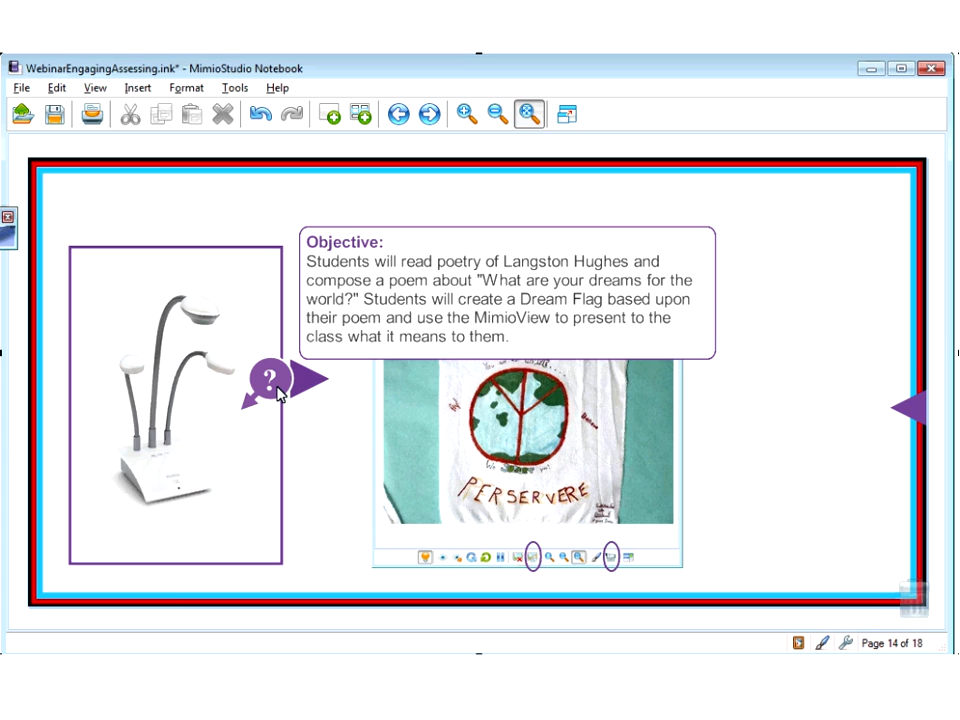 WebinarEngagingAssessing.ink* - MimioStudio Notebook
File Edit View Insert Format Tools Help
Objective:
Students will read poetry of Langston Hughes and
compose a poem about "What are your dreams for the
world?" Students will create a Dream Flag based upon
their poem and use the MimioView to present to the
class what it means to them.
?
PERSERVERE
Page 14 of 18